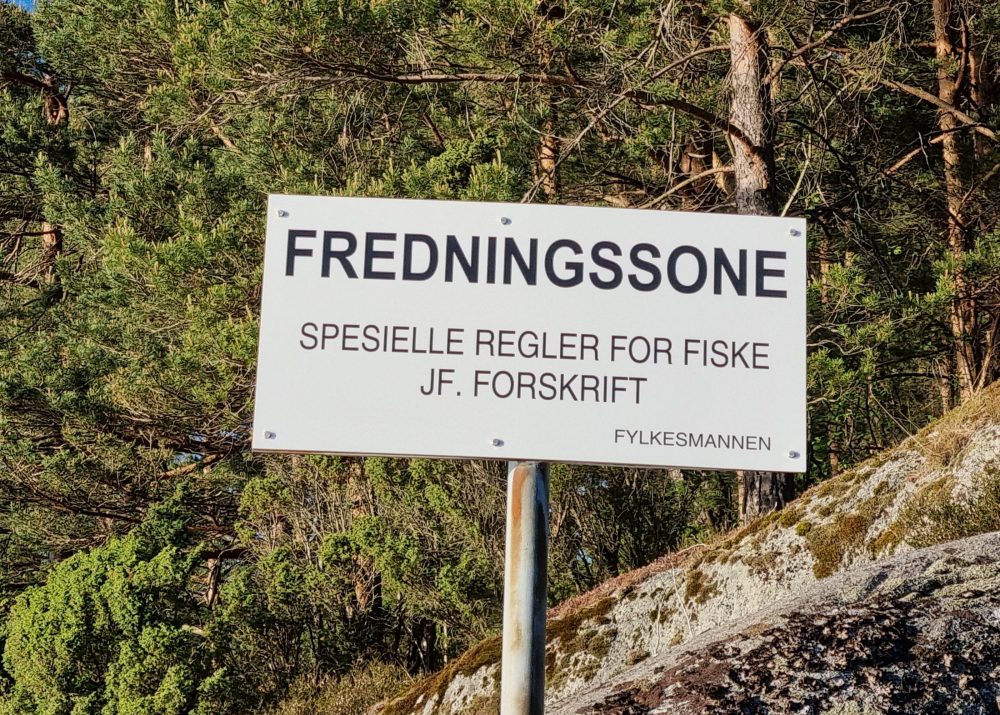 FREDNINGSSONE
SPESIELLE REGLER FOR FISKE
JF. FORSKRIFT
FYLKESMANNEN